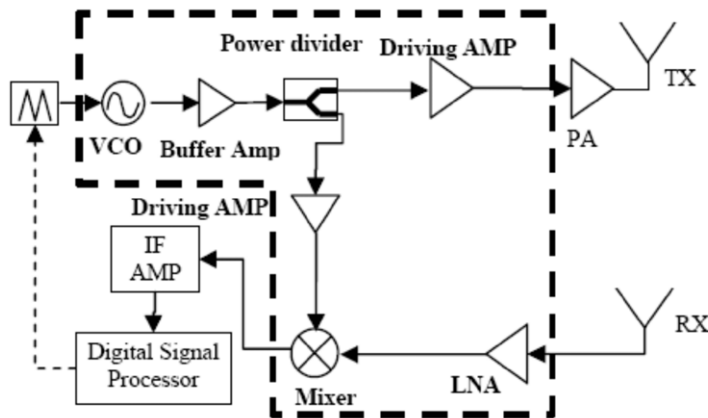 Power divider
Driving AMP
VCO
Buffer Amp
PA
TX
Driving AMP
IF
AMP
Digital Signal
Processor
Mixer
LNA
RX